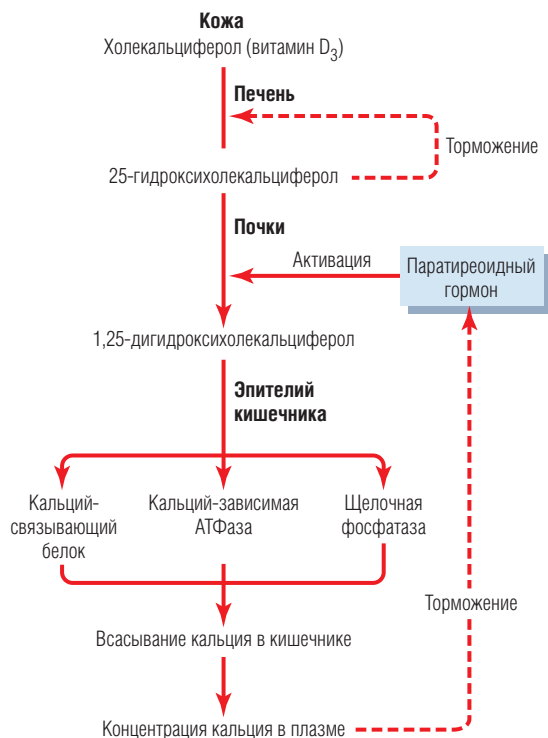 Кожа
Холекальциферол (витамин D3)
Печень
Торможение
25-гидроксихолекальциферол
Почки
Активация
Паратиреоидный
гормон
1,25-дигидроксихолекальциферол
Эпителий
кишечника
Кальций-
связывающий
белок
Кальций-зависимая
АТФаза
Щелочная
фосфатаза
Торможение
Всасывание кальция в кишечнике
Концентрация кальция в плазме